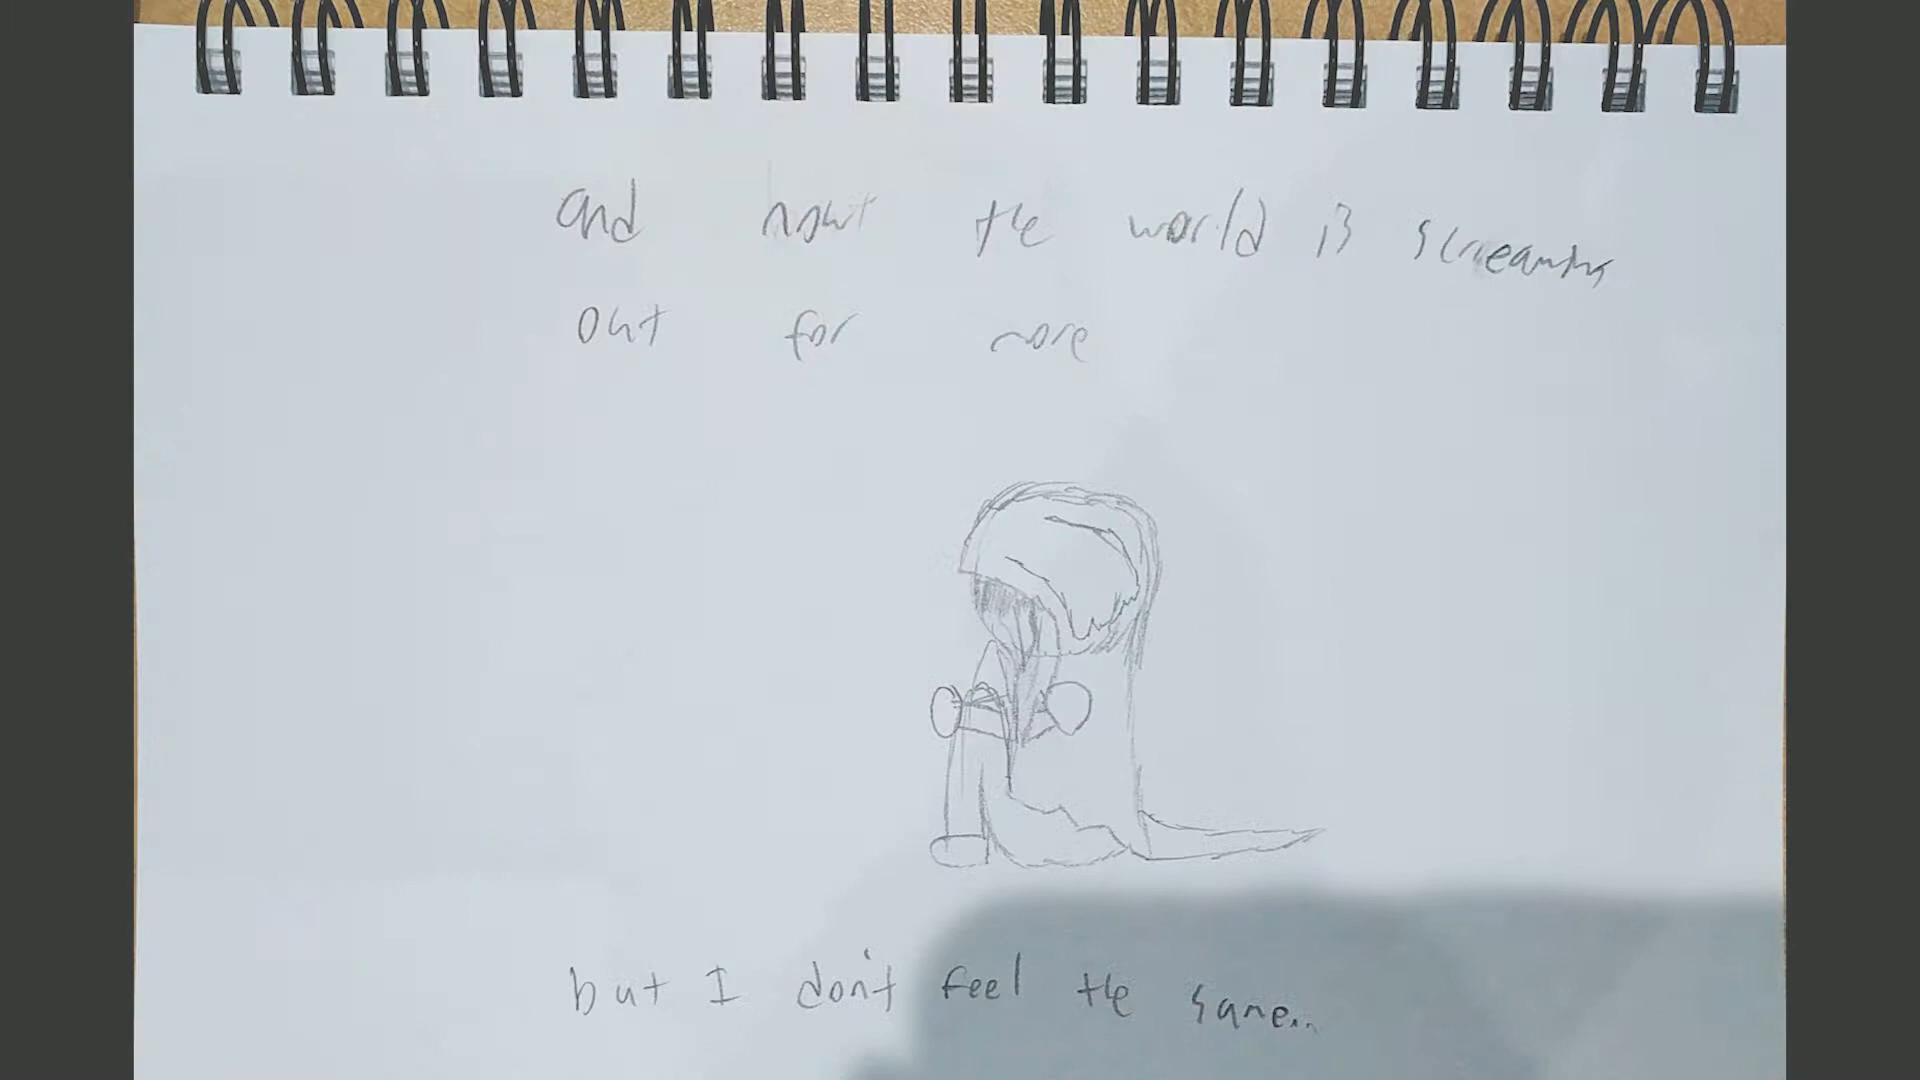 and now the world is screaming
out for more
but I don't feel the same...